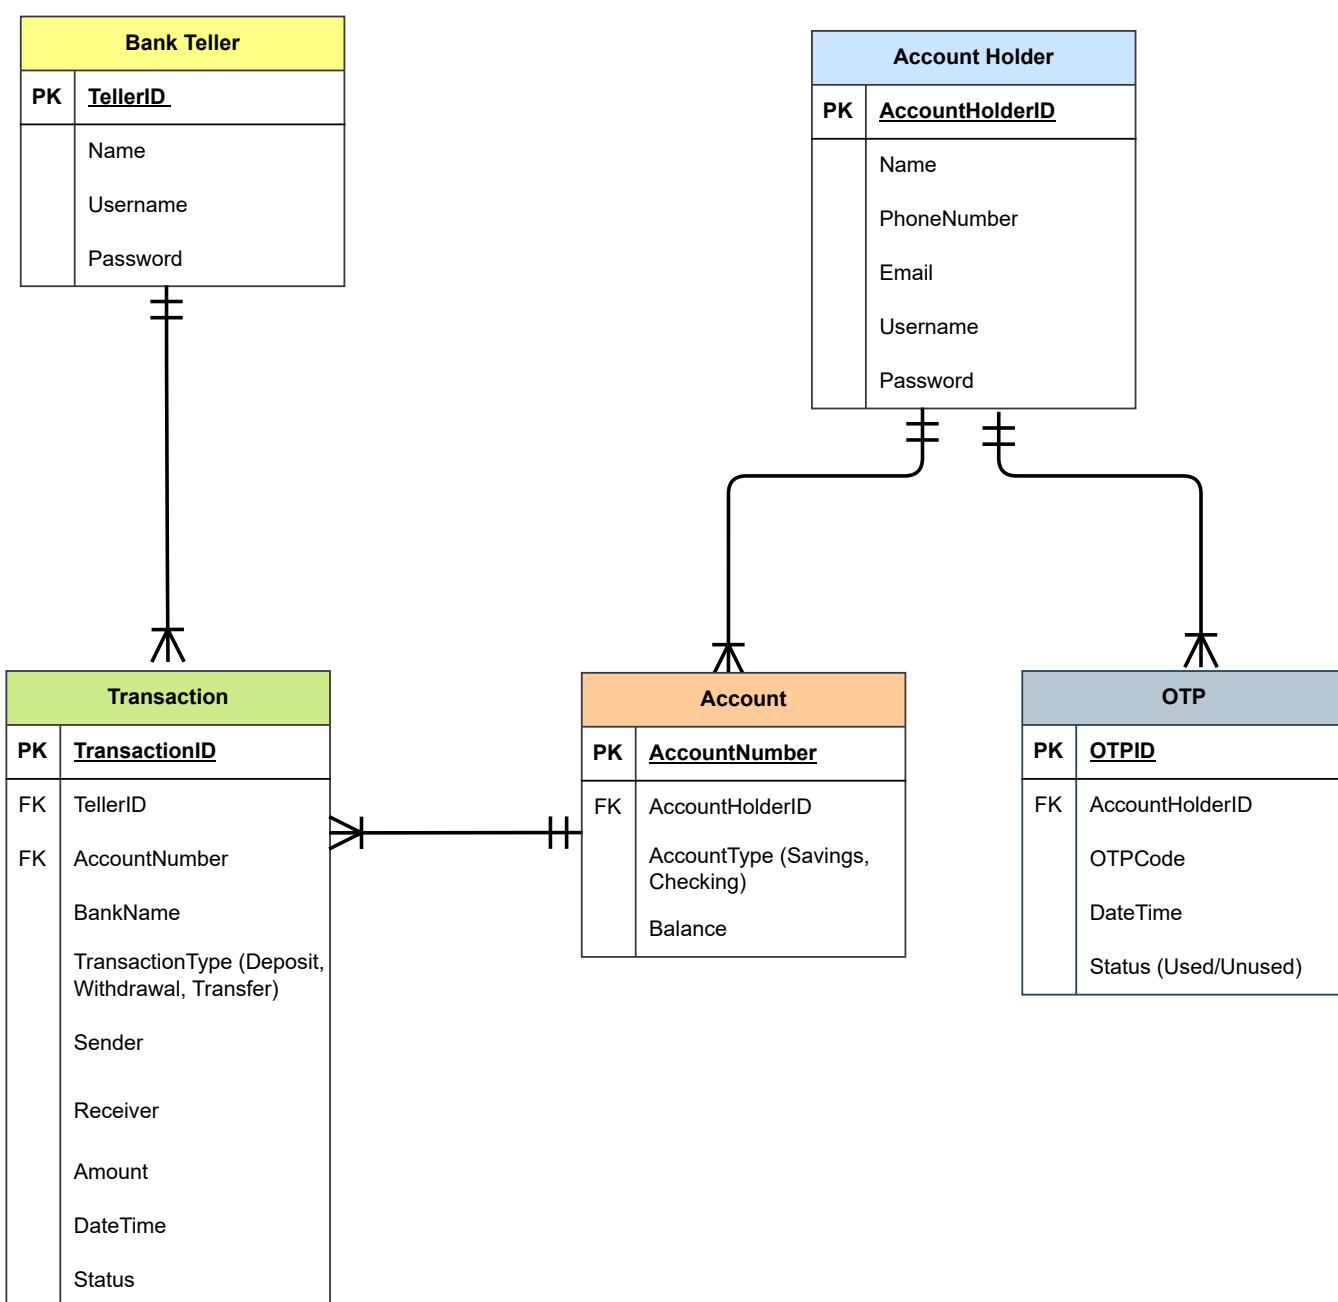 Bank Teller
PK TellerID
Name
Username
Password
Account Holder
PK AccountHolderID
Name
PhoneNumber
Email
Username
Password
Transaction
PK TransactionID
FK TellerID
FK AccountNumber
BankName
TransactionType (Deposit,
Withdrawal, Transfer)
Sender
Receiver
Amount
DateTime
Status
Account
PK AccountNumber
FK AccountHolderID
AccountType (Savings,
Checking)
Balance
OTP
PK OTPID
FK AccountHolderID
OTPCode
DateTime
Status (Used/Unused)